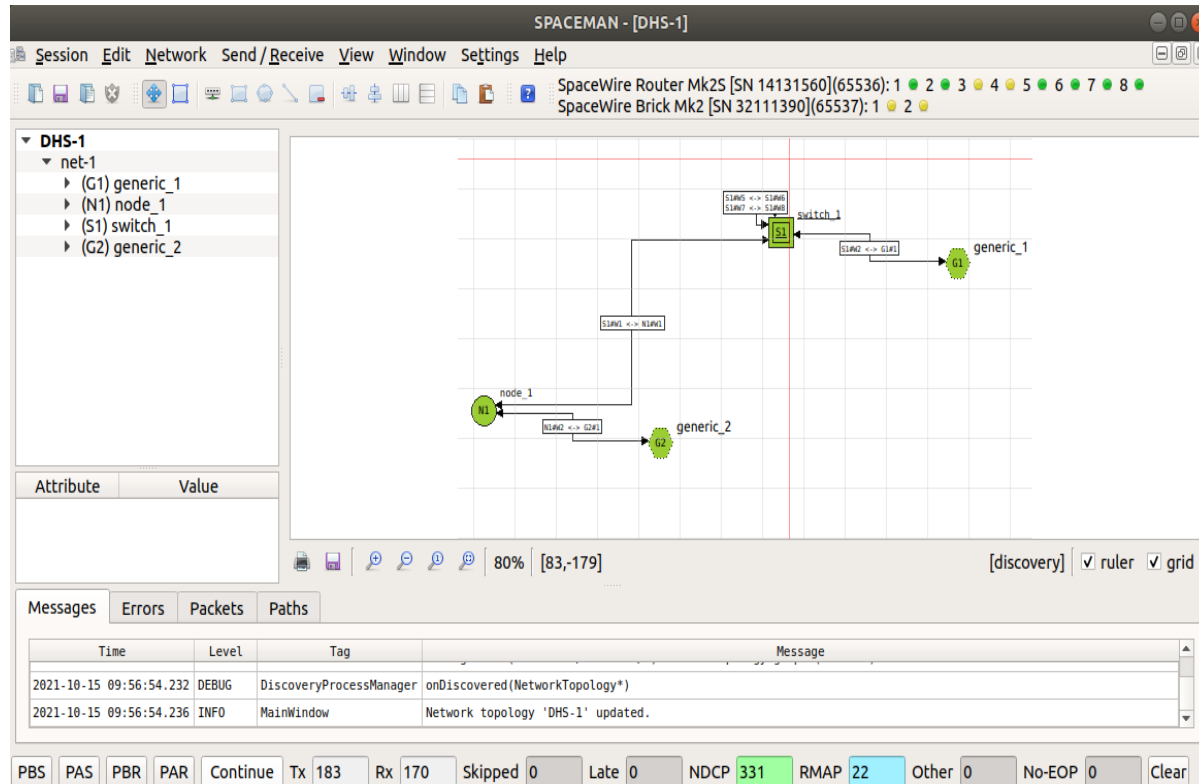 SPACEMAN - [DHS-1]
Session Edit Network Send / Receive View Window Settings Help
SpaceWire Router Mk2S [SN 14131560](65536): 1 2 3 4 5 6 7 8
SpaceWire Brick Mk2 [SN 32111390](65537): 1 2
DHS-1
net-1
(G1) generic_1
(N1) node_1
(S1) switch_1
(G2) generic_2
Attribute Value
S1#W5 <-> S1#W6
S1#W7 <-> S1#W8
switch_1
S1
S1#W2 <-> G1#1
generic_1
G1
S1#W1 <-> N1#W1
node_1
N1
N1#W2 <-> G2#1
generic_2
G2
80% [83,-179]
[discovery] ruler grid
Messages Errors Packets Paths
Time Level Tag Message
2021-10-15 09:56:54.232 DEBUG DiscoveryProcessManager onDiscovered(NetworkTopology*)
2021-10-15 09:56:54.236 INFO MainWindow Network topology 'DHS-1' updated.
PBS PAS PBR PAR Continue Tx 183 Rx 170 Skipped 0 Late 0 NDCP 331 RMAP 22 Other 0 No-EOP 0 Clear